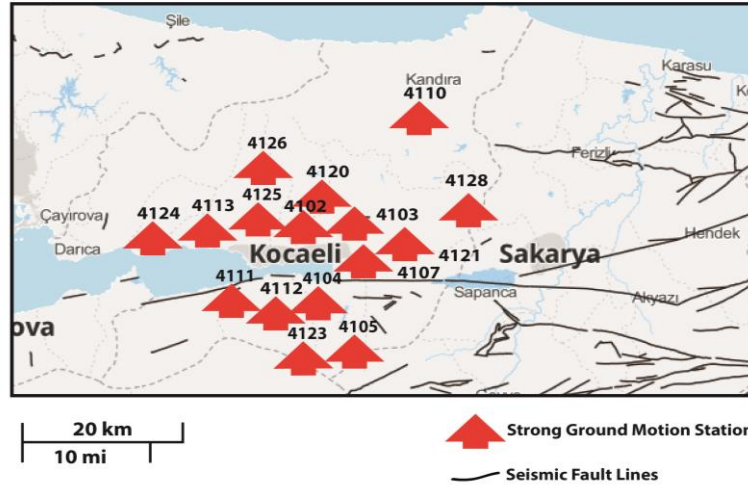 Şile
Karasu
Kandıra
4110
4126
4120
Ferizli
4128
4125
4113
4102
4124
4103
Çayırova
Hendek
Darıca
Kocaeli
Sakarya
4121
4107
4111
4104
4112
Sapanca
Akyazı
ova
4123
4105
20 km
10 mi
Strong Ground Motion Station
Seismic Fault Lines